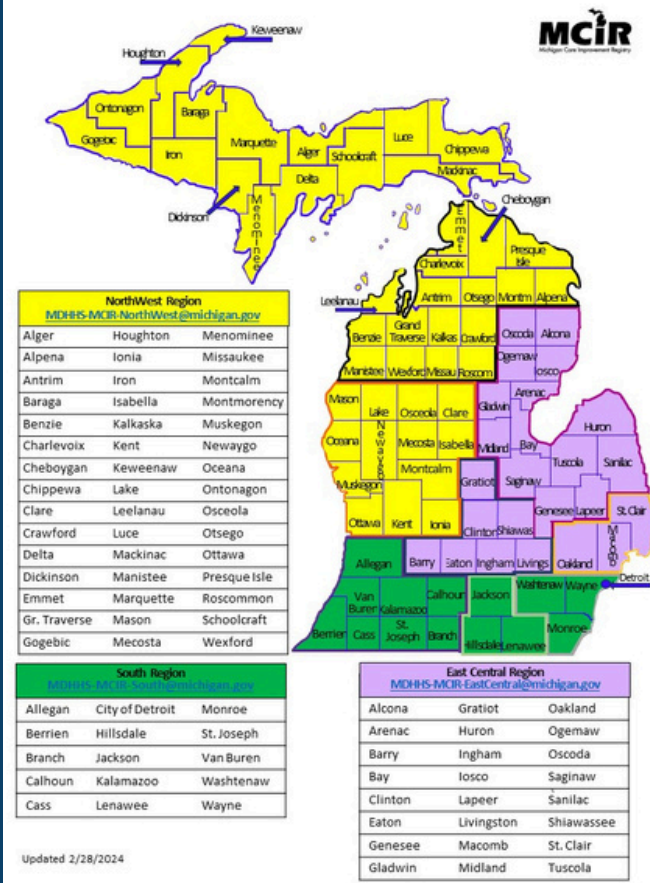 MCiR
Michigan Care Improvement Registry
Keweenaw
Houghton
Ontonagon
Baraga
Gogebic
Iron
Marquette
Alger
Schoolcraft
Luce
Chippewa
Mackinac
Delta
Dickinson
Menominee
Cheboygan
Emmet
Presque
Isle
Charlevoix
Leelanau
Antrim
Otsego
Montm
Alpena
Benzie
Grand
Traverse
Kalkas
Crawford
Oscoda
Alcona
Manistee
Wexford
Missau
Roscom
Ogemaw
Iosco
Mason
Lake
Osceola
Clare
Gladwin
Arenac
Oceana
Newaygo
Mecosta
Isabella
Midland
Bay
Huron
Montcalm
Tuscola
Sanilac
Muskegon
Gratiot
Saginaw
Ottawa
Kent
Ionia
Clinton
Shiawas
Genesee
Lapeer
St. Clair
Allegan
Barry
Eaton
Ingham
Livings
Oakland
Macomb
Van
Buren
Kalamazoo
Calhoun
Jackson
Washtenaw
Wayne
Detroit
Berrien
Cass
St.
Joseph
Branch
Hillsdale
Lenawee
Monroe
NorthWest Region
MDHHS-MCIR-NorthWest@michigan.gov
Alger Houghton Menominee
Alpena Ionia Missaukee
Antrim Iron Montcalm
Baraga Isabella Montmorency
Benzie Kalkaska Muskegon
Charlevoix Kent Newaygo
Cheboygan Keweenaw Oceana
Chippewa Lake Ontonagon
Clare Leelanau Osceola
Crawford Luce Otsego
Delta Mackinac Ottawa
Dickinson Manistee Presque Isle
Emmet Marquette Roscommon
Gr. Traverse Mason Schoolcraft
Gogebic Mecosta Wexford
South Region
MDHHS-MCIR-South@michigan.gov
Allegan City of Detroit Monroe
Berrien Hillsdale St. Joseph
Branch Jackson Van Buren
Calhoun Kalamazoo Washtenaw
Cass Lenawee Wayne
East Central Region
MDHHS-MCIR-EastCentral@michigan.gov
Alcona Gratiot Oakland
Arenac Huron Ogemaw
Barry Ingham Oscoda
Bay Iosco Saginaw
Clinton Lapeer Sanilac
Eaton Livingston Shiawassee
Genesee Macomb St. Clair
Gladwin Midland Tuscola
Updated 2/28/2024